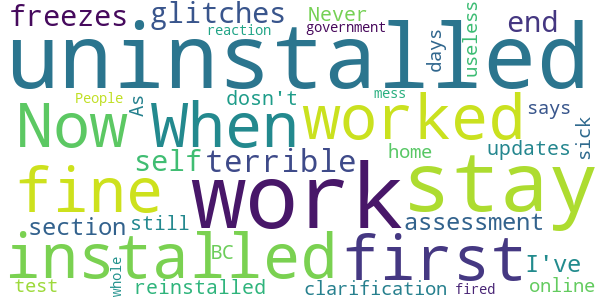 freezes glitches Never end
reaction government
uninstalled days useless
People As dosn't mess
Now When worked says
fine self terrible home updates sick
work stay
section still assessment
installed BC first I've
test whole reinstalled clarification fired online